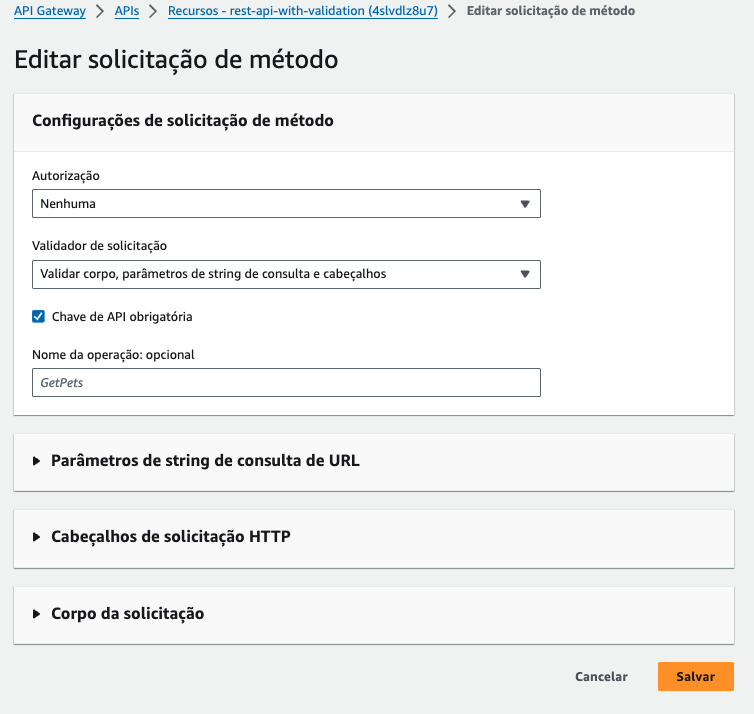 API Gateway > APIs > Recursos - rest-api-with-validation (4slvdlz8u7) > Editar solicitação de método
Editar solicitação de método
Configurações de solicitação de método
Autorização
Nenhuma
Validador de solicitação
Validar corpo, parâmetros de string de consulta e cabeçalhos
Chave de API obrigatória
Nome da operação: opcional
GetPets
Parâmetros de string de consulta de URL
Cabeçalhos de solicitação HTTP
Corpo da solicitação
Cancelar Salvar